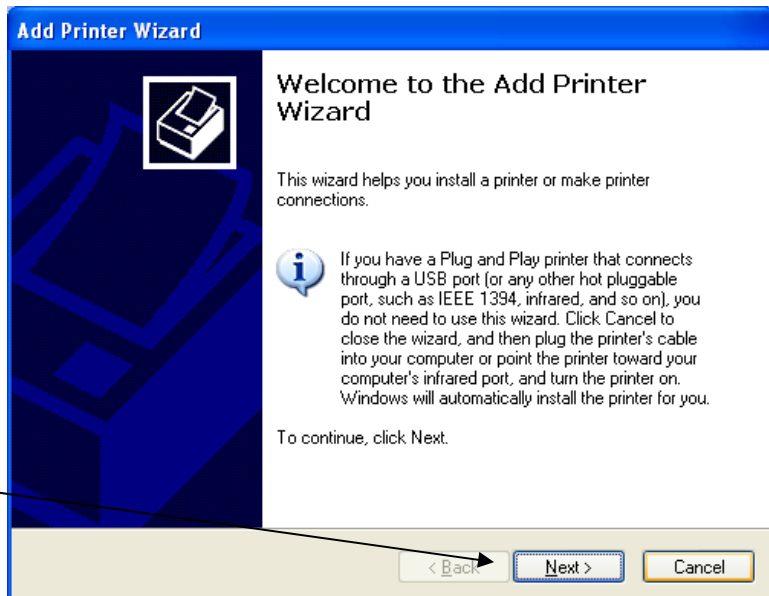 Add Printer Wizard
Welcome to the Add Printer
Wizard
This wizard helps you install a printer or make printer
connections.
If you have a Plug and Play printer that connects
through a USB port (or any other hot pluggable
port, such as IEEE 1394, infrared, and so on), you
do not need to use this wizard. Click Cancel to
close the wizard, and then plug the printer's cable
into your computer or point the printer toward your
computer's infrared port, and turn the printer on.
Windows will automatically install the printer for you.
To continue, click Next.
< Back Next > Cancel